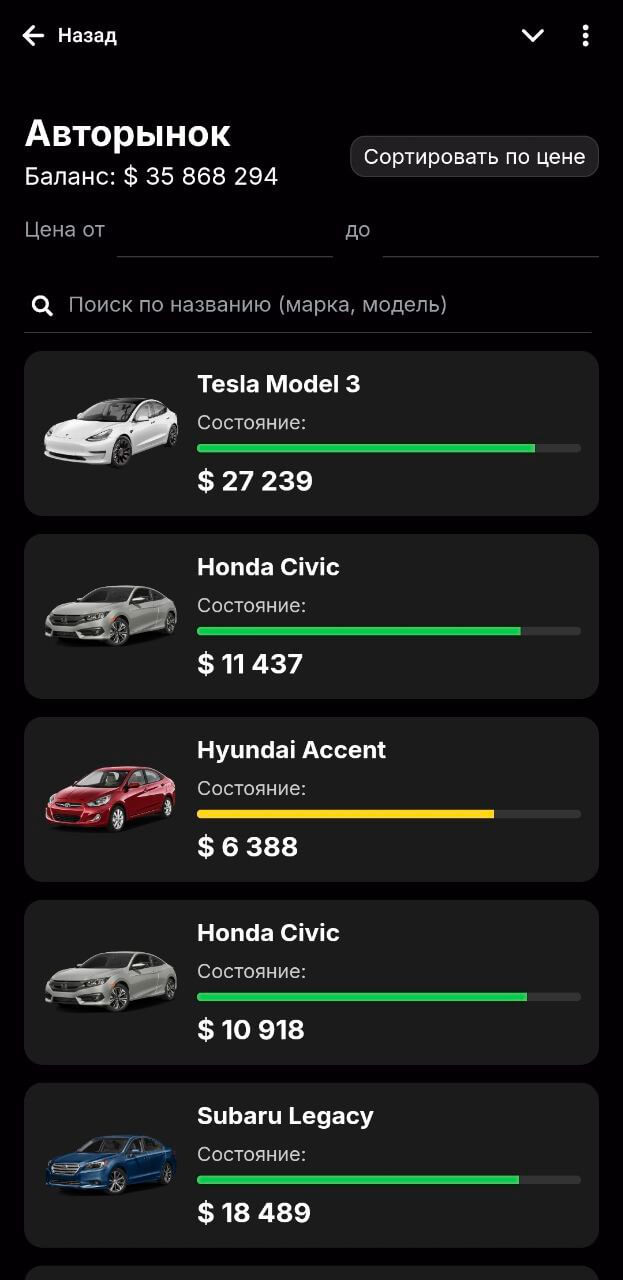 Назад
Авторынок
Баланс: $ 35 868 294
Сортировать по цене
Цена от
до
Поиск по названию (марка, модель)
Tesla Model 3
Состояние:
$ 27 239
Honda Civic
Состояние:
$ 11 437
Hyundai Accent
Состояние:
$ 6 388
Honda Civic
Состояние:
$ 10 918
Subaru Legacy
Состояние:
$ 18 489